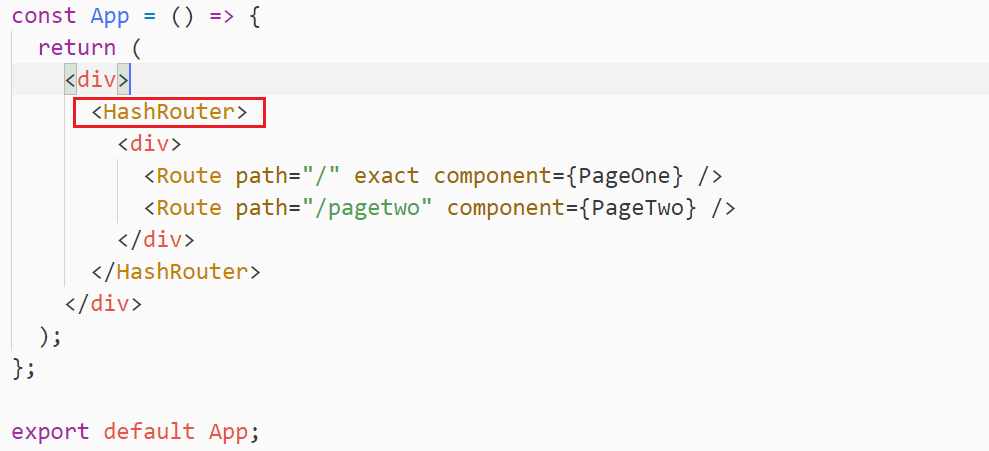 const App = () => {
  return (
    <div>
      <HashRouter>
        <div>
          <Route path="/" exact component={PageOne} />
          <Route path="/pagetwo" component={PageTwo} />
        </div>
      </HashRouter>
    </div>
  );
};

export default App;